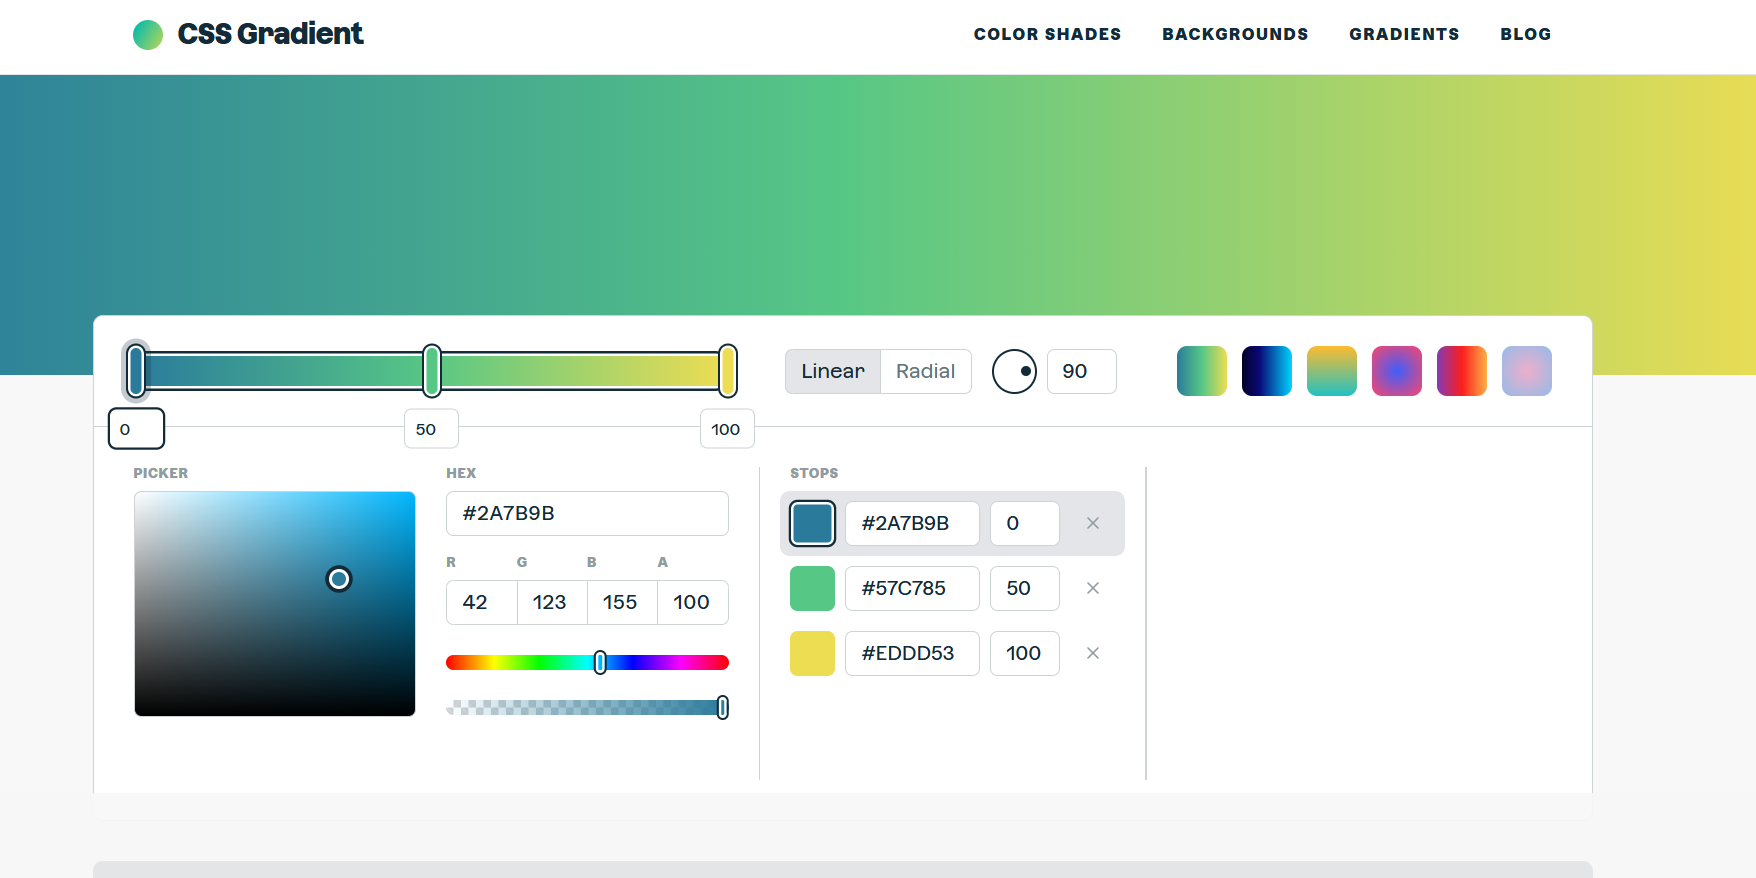 CSS Gradient
COLOR SHADES BACKGROUNDS GRADIENTS BLOG
Linear Radial 90
0 50 100
PICKER HEX STOPS
#2A7B9B
#2A7B9B 0
R G B A
42 123 155 100
#57C785 50
#EDDD53 100